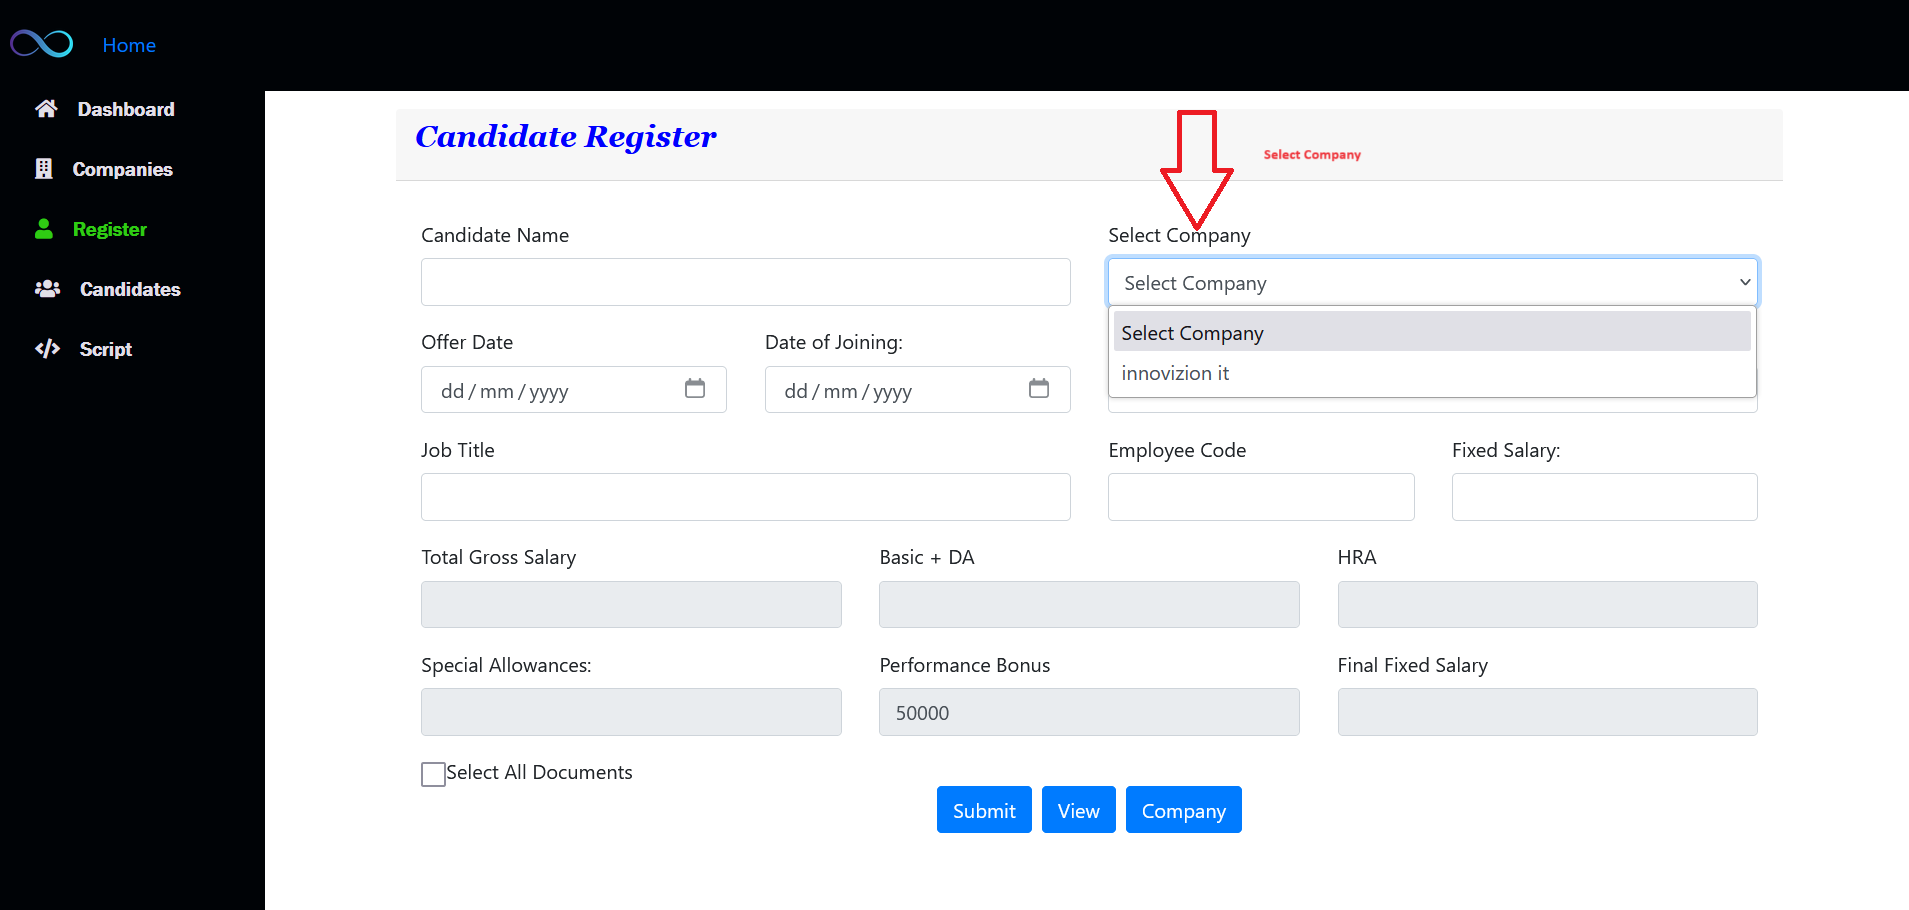 Home
Dashboard
Companies
Register
Candidates
Script
Candidate Register
Select Company
Candidate Name
Select Company
Select Company
Select Company
innovizion it
Offer Date
Date of Joining:
dd/mm/yyyy
dd/mm/yyyy
Job Title
Employee Code
Fixed Salary:
Total Gross Salary
Basic + DA
HRA
Special Allowances:
Performance Bonus
Final Fixed Salary
50000
Select All Documents
Submit
View
Company